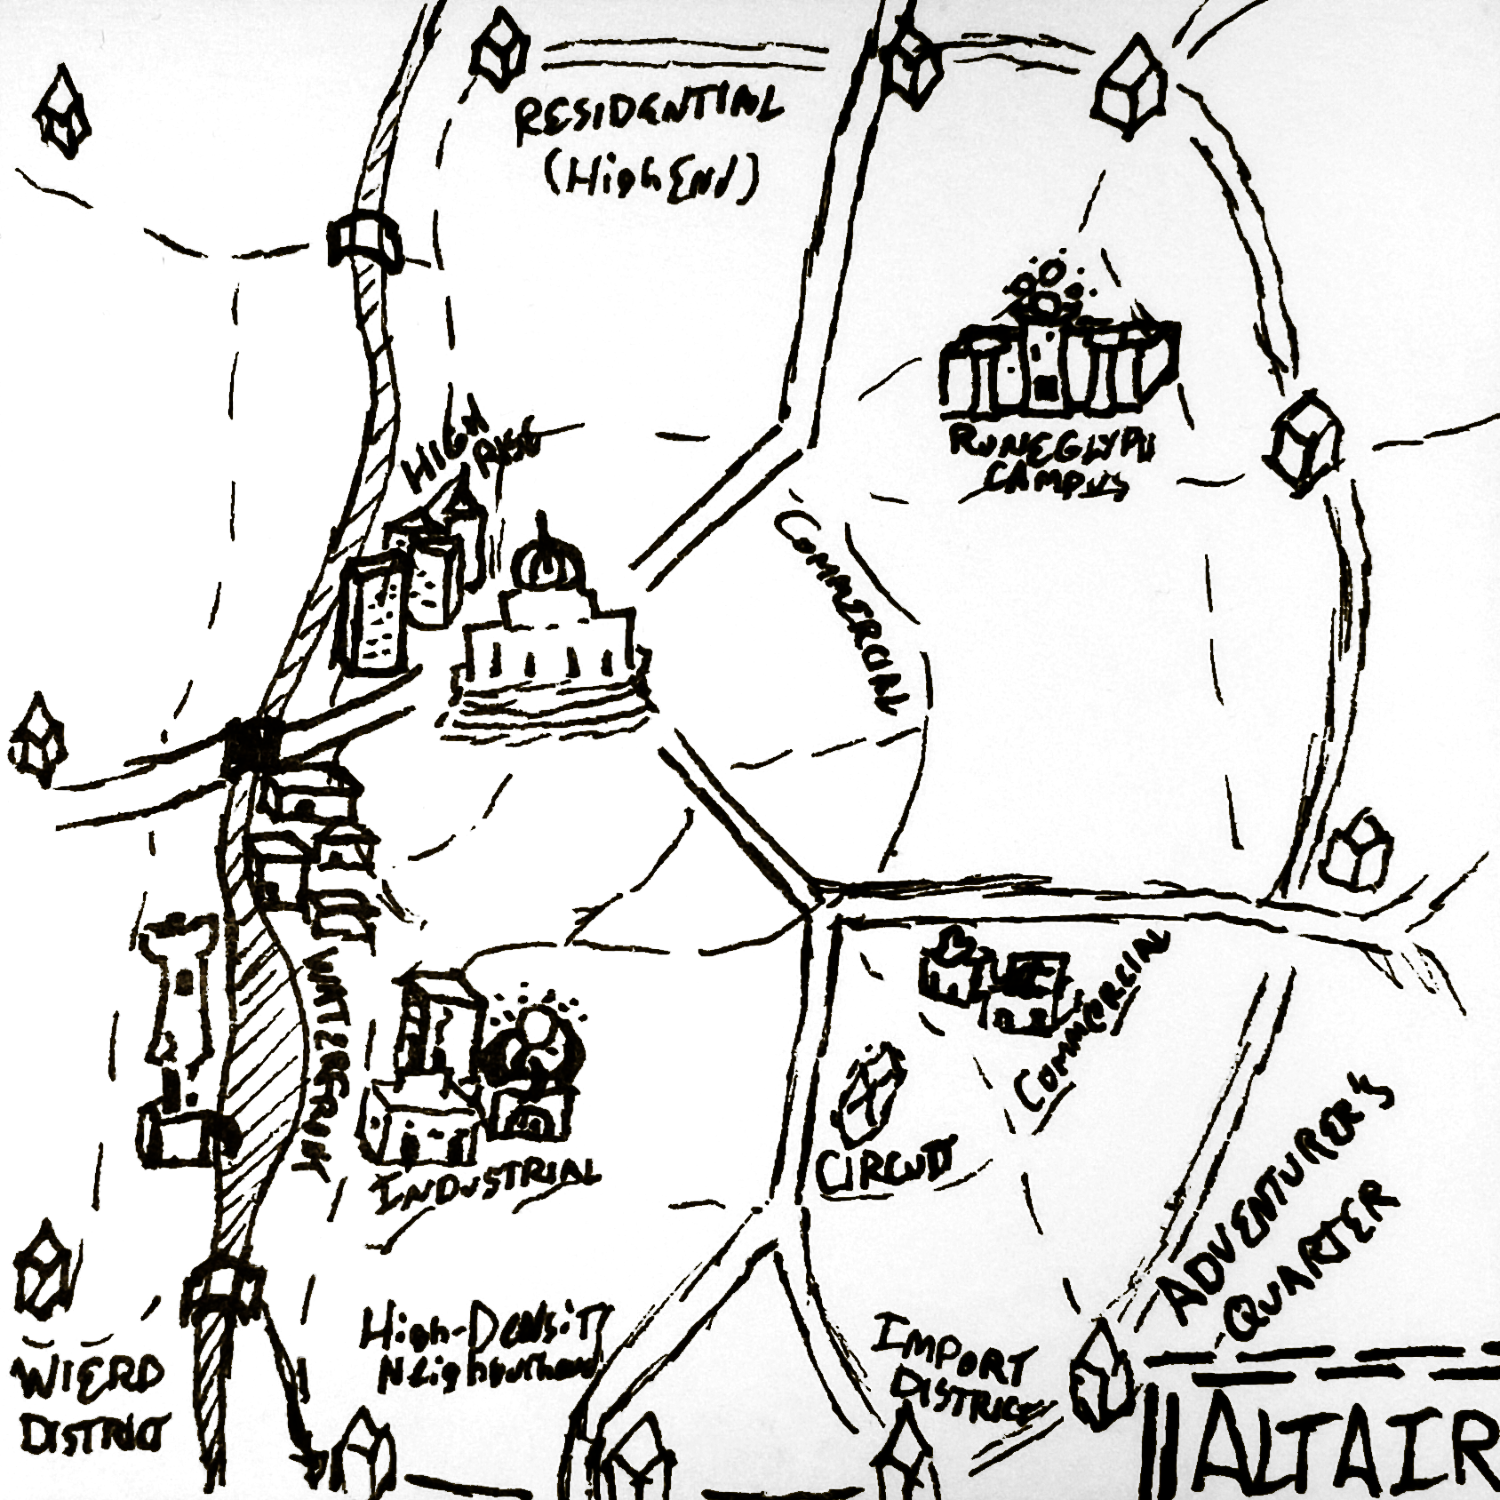 RESIDENTIAL
(High End)
HIGH
RISE
RUNEGLYPH
CAMPUS
COMMERCIAL
WATERFRONT
COMMERCIAL
CIRCUIT
INDUSTRIAL
ADVENTURER'S
QUARTER
High-Density
Neighbourhood
IMPORT
DISTRICT
WIERD
DISTRICT
ALTAIR